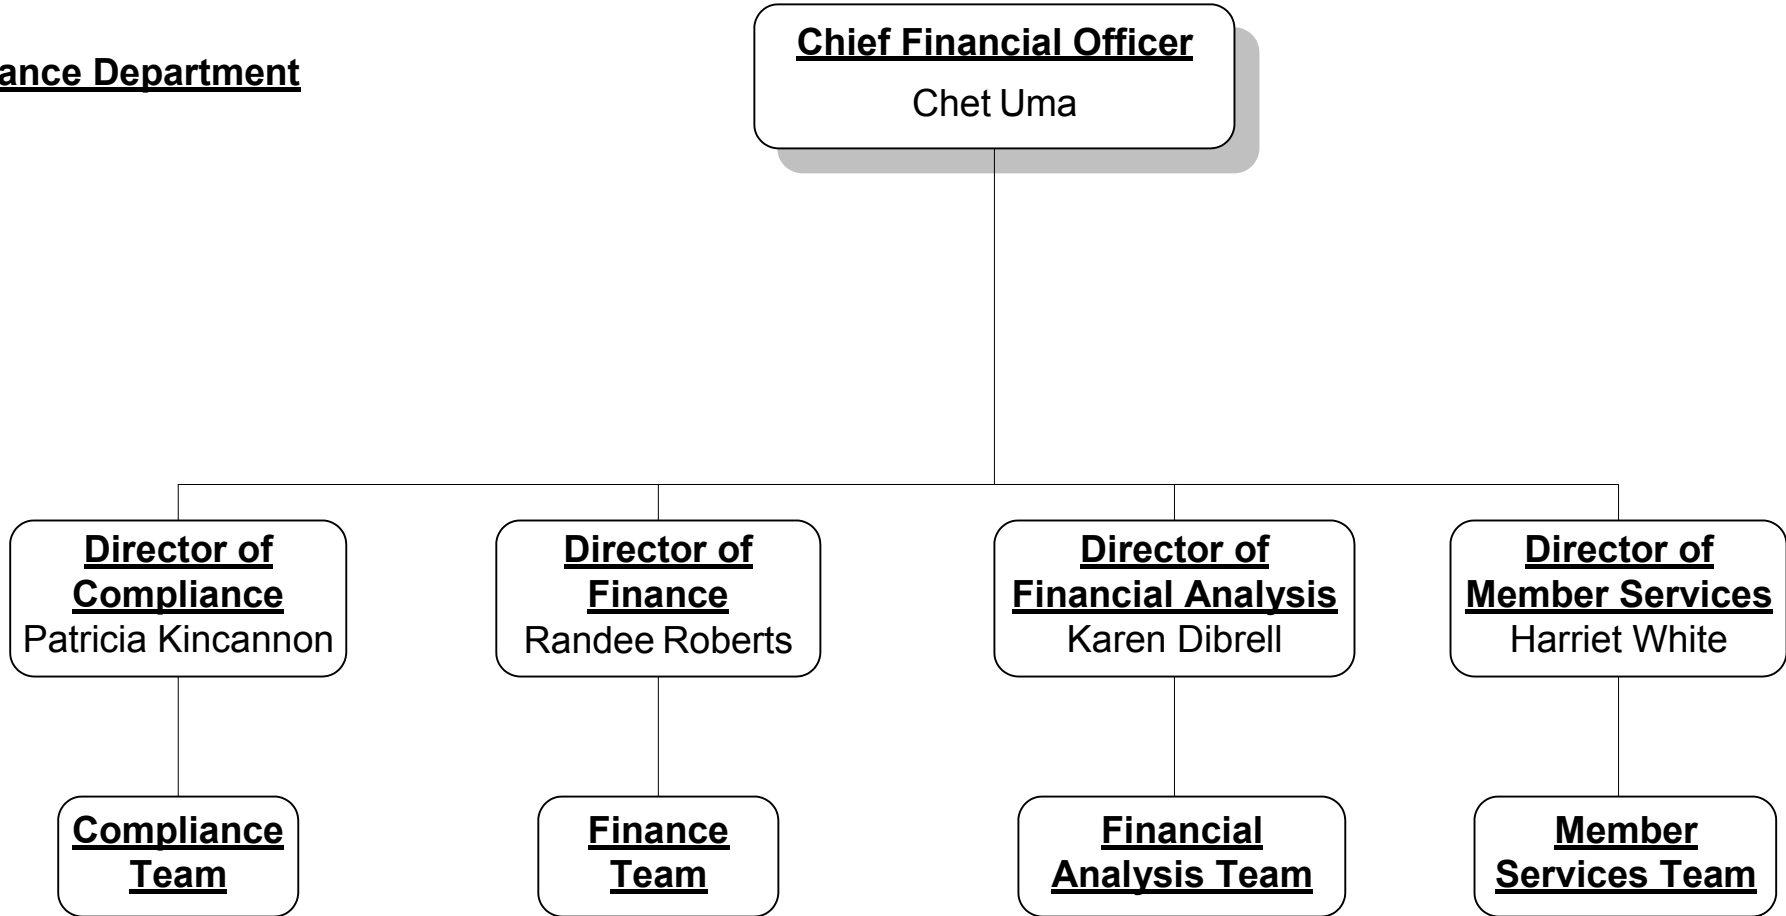 ance Department
Chief Financial Officer
Chet Uma
Director of
Compliance
Patricia Kincannon
Director of
Finance
Randee Roberts
Director of
Financial Analysis
Karen Dibrell
Director of
Member Services
Harriet White
Compliance
Team
Finance
Team
Financial
Analysis Team
Member
Services Team